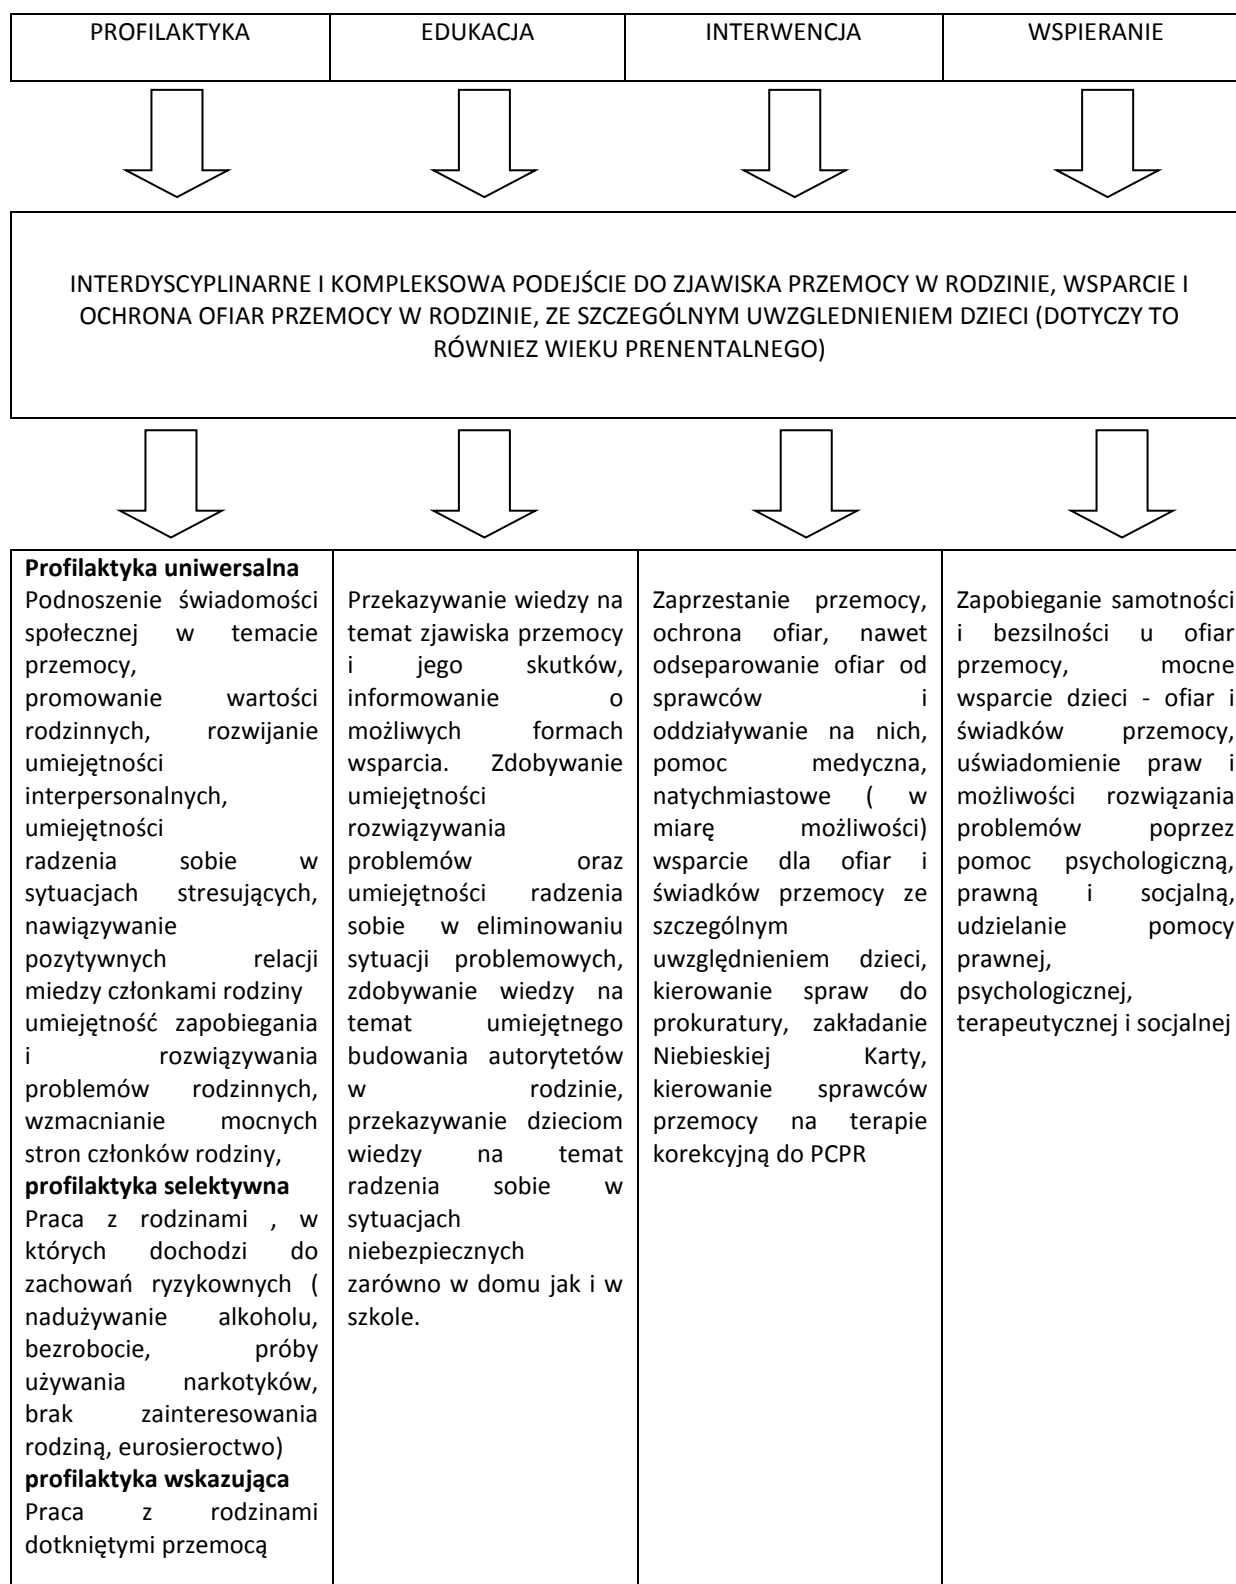 PROFILAKTYKA
EDUKACJA
INTERWENCJA
WSPIERANIE
INTERDYSCYPLINARNE I KOMPLEKSOWA PODEJŚCIE DO ZJAWISKA PRZEMOCY W RODZINIE, WSPARCIE I
OCHRONA OFIAR PRZEMOCY W RODZINIE, ZE SZCZEGÓLNYM UWZGLEDNIENIEM DZIECI (DOTYCZY TO
RÓWNIEZ WIEKU PRENENTALNEGO)
Profilaktyka uniwersalna
Podnoszenie świadomości
społecznej w temacie
przemocy,
promowanie wartości
rodzinnych, rozwijanie
umiejętności
interpersonalnych,
umiejętności
radzenia sobie w
sytuacjach stresujących,
nawiązywanie
pozytywnych relacji
miedzy członkami rodziny
umiejętność zapobiegania
i rozwiązywania
problemów rodzinnych,
wzmacnianie mocnych
stron członków rodziny,
profilaktyka selektywna
Praca z rodzinami , w
których dochodzi do
zachowań ryzykownych (
nadużywanie alkoholu,
bezrobocie, próby
używania narkotyków,
brak zainteresowania
rodziną, eurosieroctwo)
profilaktyka wskazująca
Praca z rodzinami
dotkniętymi przemocą
Przekazywanie wiedzy na
temat zjawiska przemocy
i jego skutków,
informowanie o
możliwych formach
wsparcia. Zdobywanie
umiejętności
rozwiązywania
problemów oraz
umiejętności radzenia
sobie w eliminowaniu
sytuacji problemowych,
zdobywanie wiedzy na
temat umiejętnego
budowania autorytetów
w rodzinie,
przekazywanie dzieciom
wiedzy na temat
radzenia sobie w
sytuacjach
niebezpiecznych
zarówno w domu jak i w
szkole.
Zaprzestanie przemocy,
ochrona ofiar, nawet
odseparowanie ofiar od
sprawców i
oddziaływanie na nich,
pomoc medyczna,
natychmiastowe ( w
miarę możliwości)
wsparcie dla ofiar i
świadków przemocy ze
szczególnym
uwzględnieniem dzieci,
kierowanie spraw do
prokuratury, zakładanie
Niebieskiej Karty,
kierowanie sprawców
przemocy na terapie
korekcyjną do PCPR
Zapobieganie samotności
i bezsilności u ofiar
przemocy, mocne
wsparcie dzieci - ofiar i
świadków przemocy,
uświadomienie praw i
możliwości rozwiązania
problemów poprzez
pomoc psychologiczną,
prawną i socjalną,
udzielanie pomocy
prawnej,
psychologicznej,
terapeutycznej i socjalnej